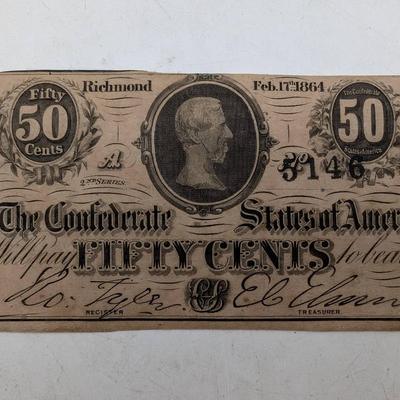 Fifty Richmond Feb. 17th 1864 The Confederate
50 50
Cents States of America
A No 5146
2ND SERIES
The Confederate States of Amer
Will pay FIFTY CENTS to bea
Ro. Tyler
REGISTER TREASURER